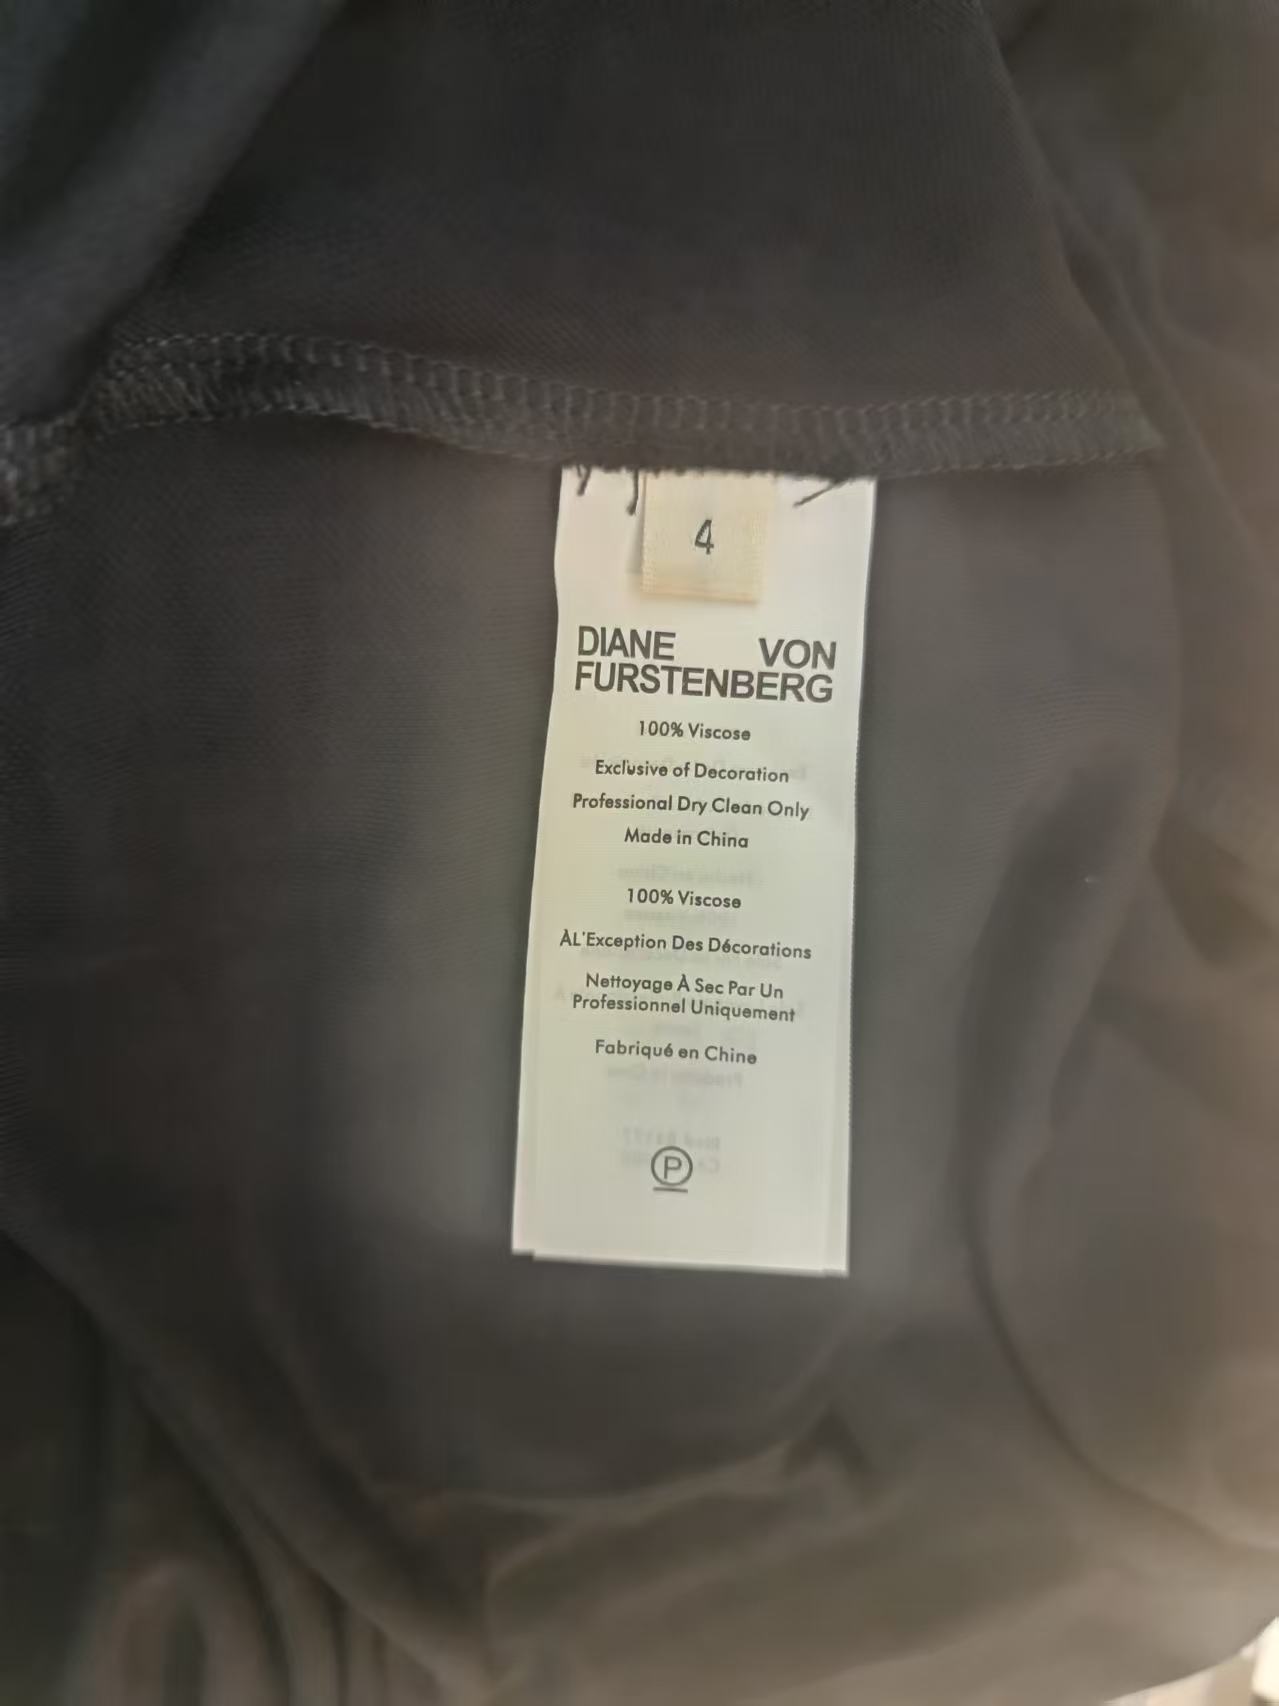 4
DIANE VON
FURSTENBERG
100% Viscose
Exclusive of Decoration
Professional Dry Clean Only
Made in China
100% Viscose
ÀL'Exception Des Décorations
Nettoyage À Sec Par Un
Professionnel Uniquement
Fabriqué en Chine
P